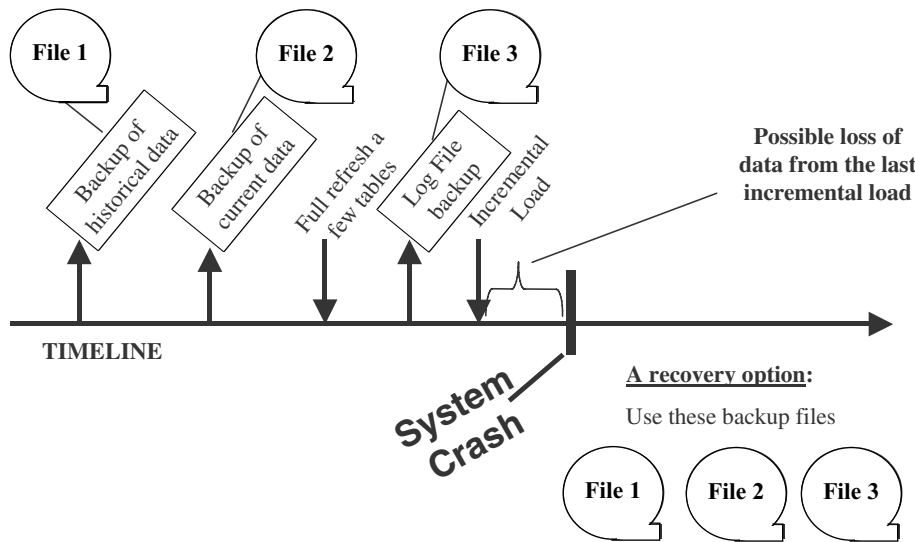 File 1
File 2
File 3
Backup of
historical data
Backup of
current data
Full refresh a
few tables
Log File
backup
Incremental
Load
Possible loss of
data from the last
incremental load
TIMELINE
System
Crash
A recovery option:
Use these backup files
File 1
File 2
File 3